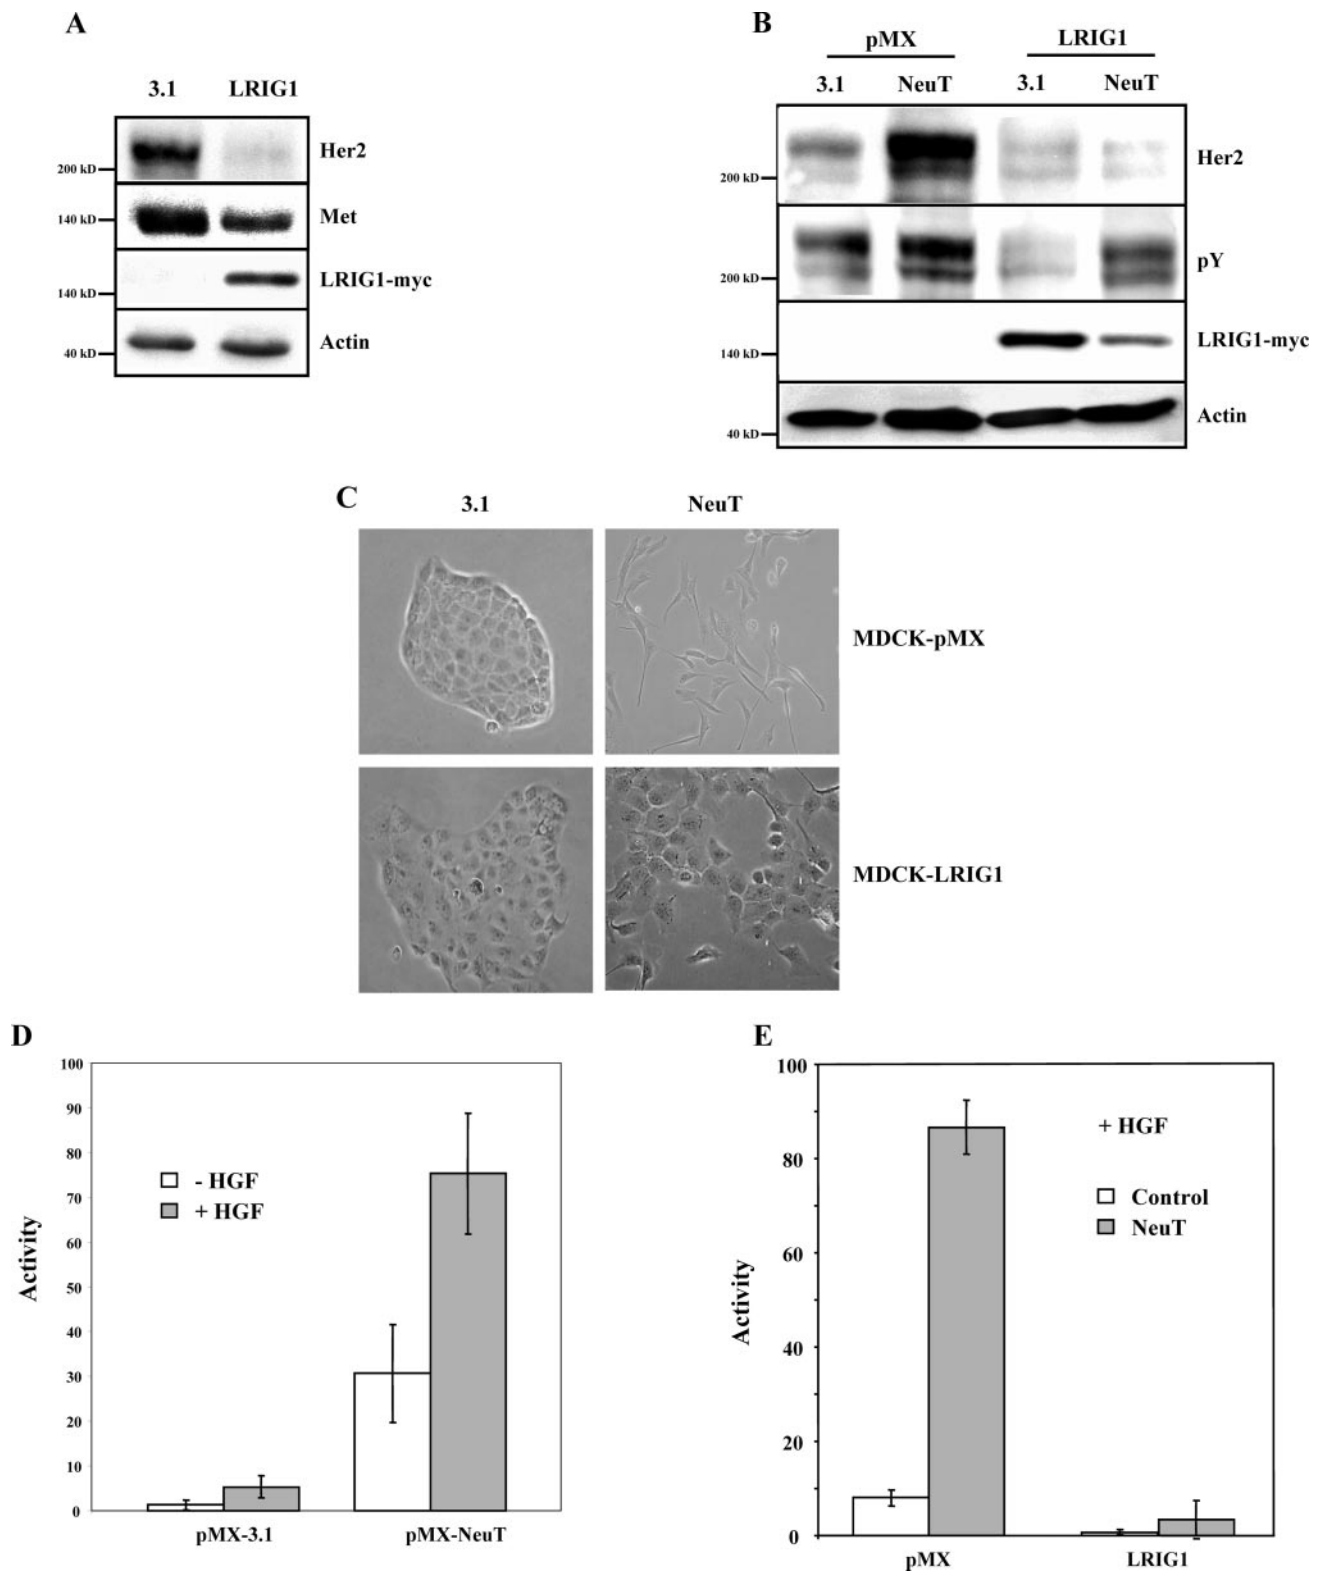 A
3.1 LRIG1
200 kD Her2
140 kD Met
140 kD LRIG1-myc
40 kD Actin
B
pMX LRIG1
3.1 NeuT 3.1 NeuT
200 kD Her2
200 kD pY
140 kD LRIG1-myc
40 kD Actin
C
3.1 NeuT
MDCK-pMX
MDCK-LRIG1
D
100
90
80
70
60
50
40
30
20
10
0
Activity
- HGF
+ HGF
pMX-3.1 pMX-NeuT
E
100
80
60
40
20
0
Activity
+ HGF
Control
NeuT
pMX LRIG1